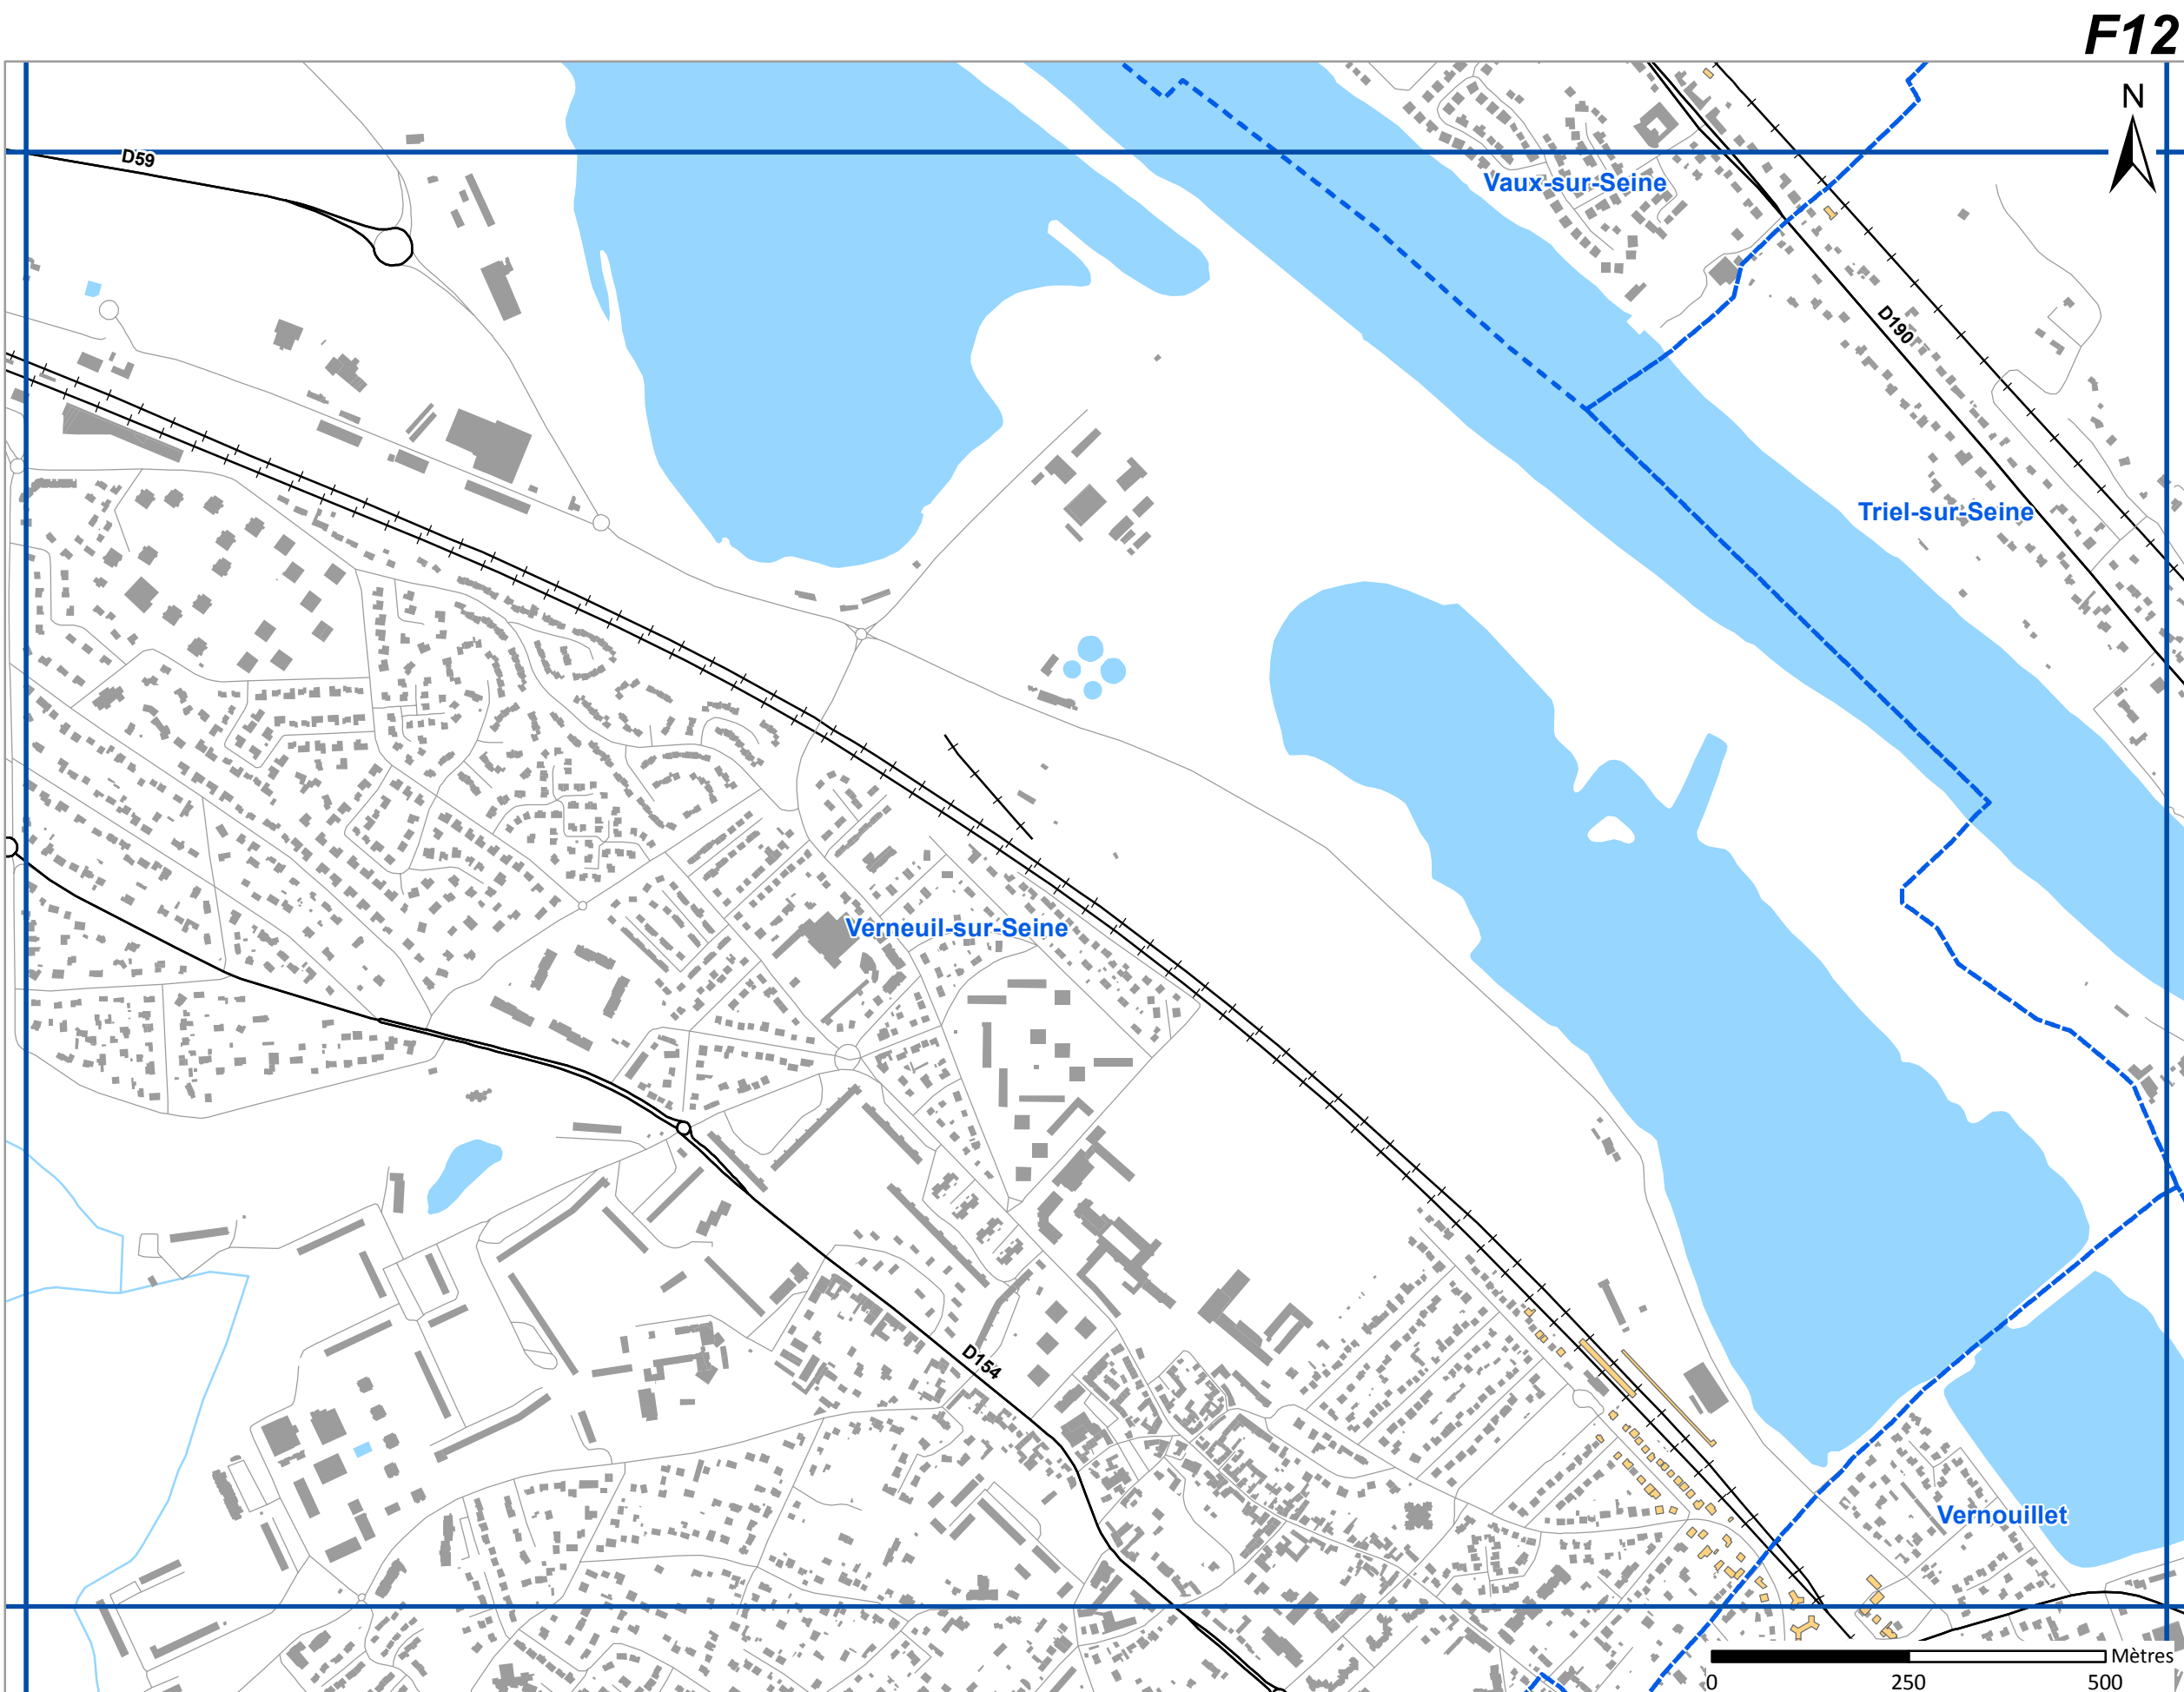 F12
N
D59
Vaux-sur-Seine
D190
Triel-sur-Seine
Verneuil-sur-Seine
D154
Vernouillet
Mètres
0 250 500